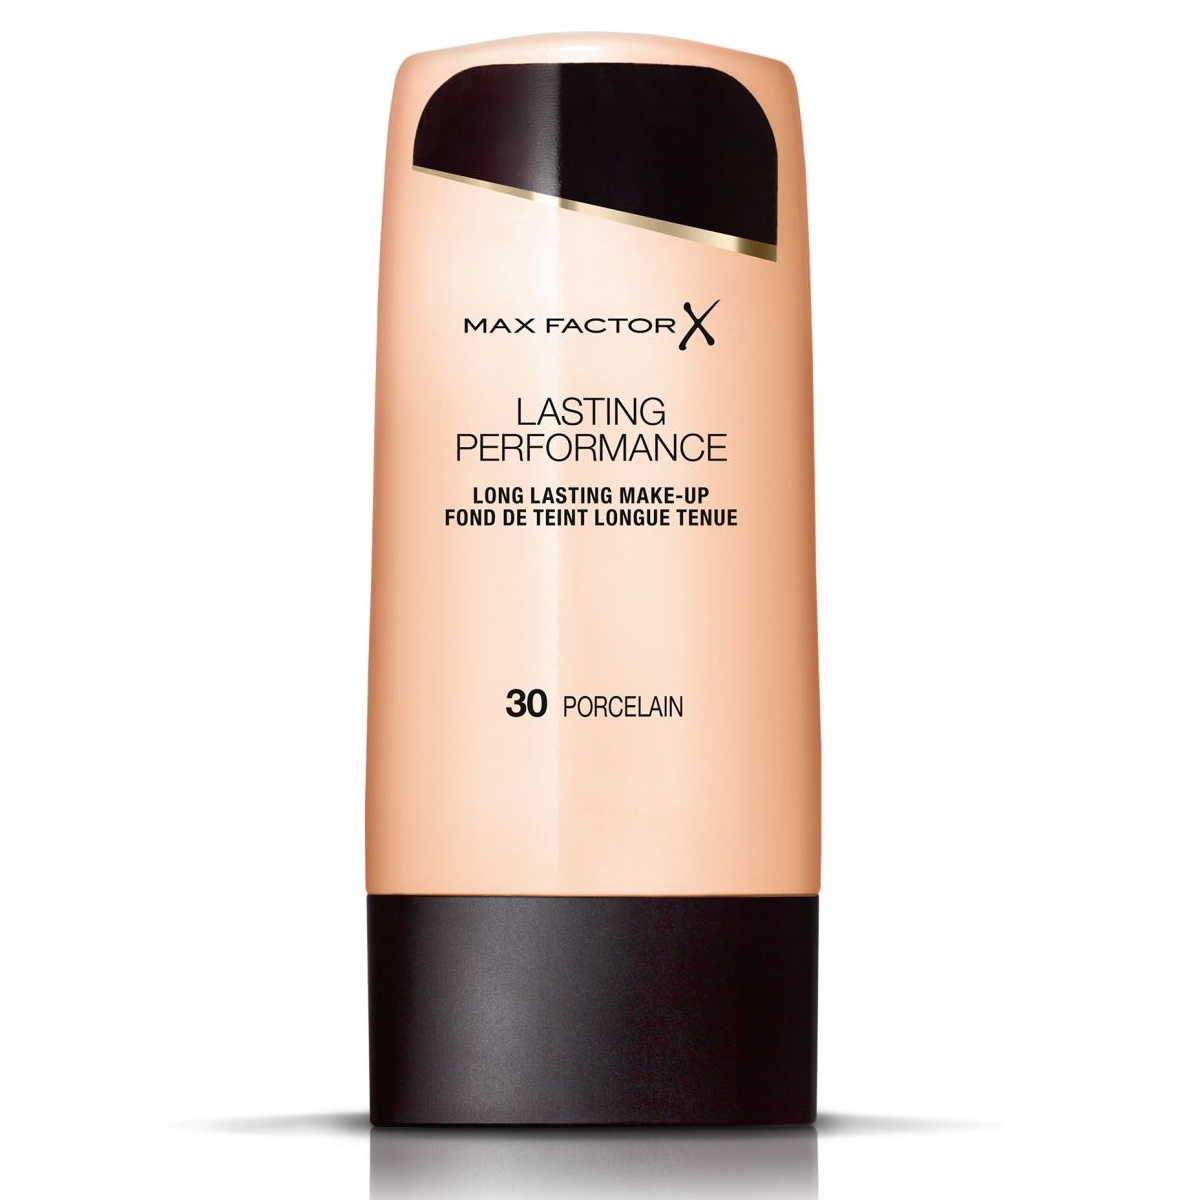 MAX FACTOR X
LASTING
PERFORMANCE
LONG LASTING MAKE-UP
FOND DE TEINT LONGUE TENUE
30 PORCELAIN